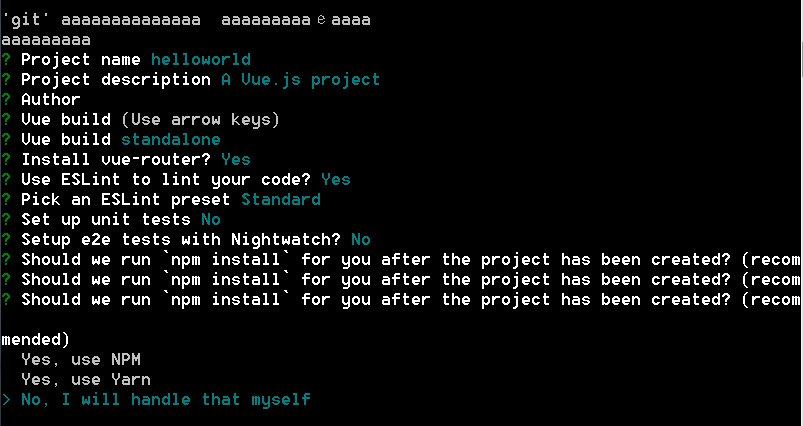 'git' aaaaaaaaaaaaaa  aaaaaaaaa e aaaa
aaaaaaaaa
? Project name helloworld
? Project description A Vue.js project
? Author
? Vue build (Use arrow keys)
? Vue build standalone
? Install vue-router? Yes
? Use ESLint to lint your code? Yes
? Pick an ESLint preset Standard
? Set up unit tests No
? Setup e2e tests with Nightwatch? No
? Should we run `npm install` for you after the project has been created? (recom
? Should we run `npm install` for you after the project has been created? (recom
? Should we run `npm install` for you after the project has been created? (recom
mended)
Yes, use NPM
Yes, use Yarn
> No, I will handle that myself